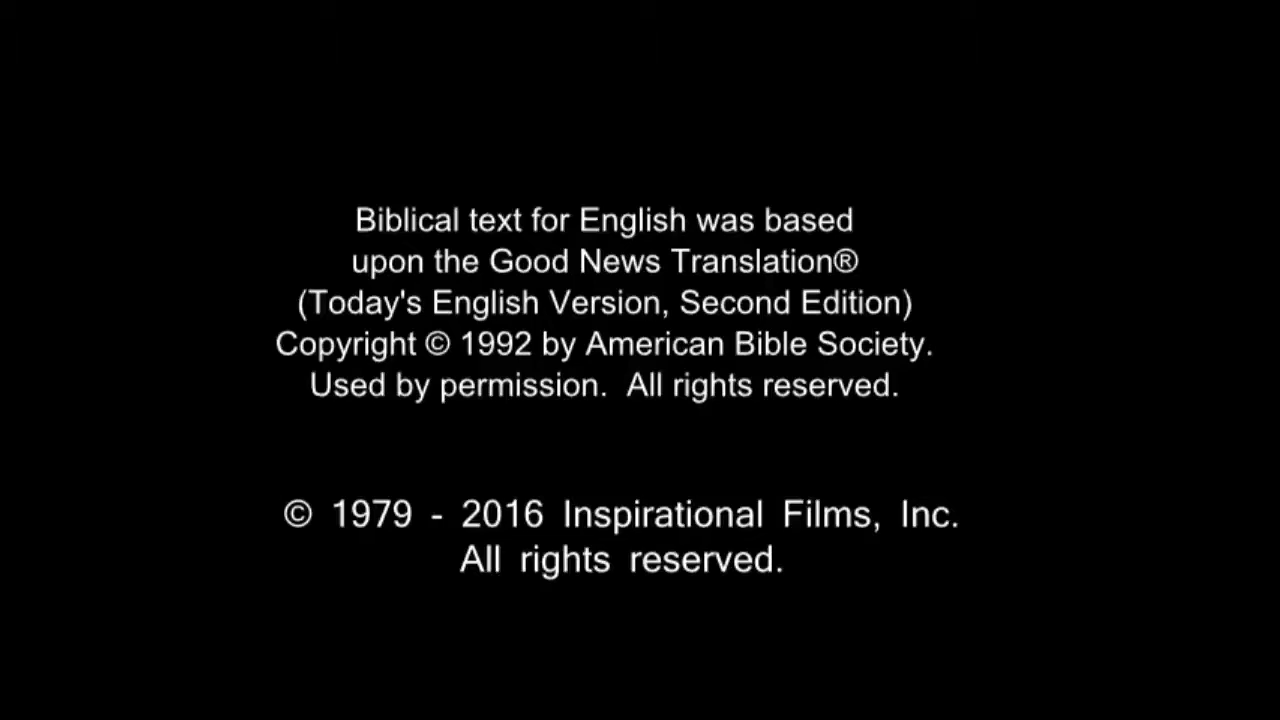 Biblical text for English was based
upon the Good News Translation®
(Today's English Version, Second Edition)
Copyright © 1992 by American Bible Society.
Used by permission.  All rights reserved.
© 1979 - 2016 Inspirational Films, Inc.
All rights reserved.